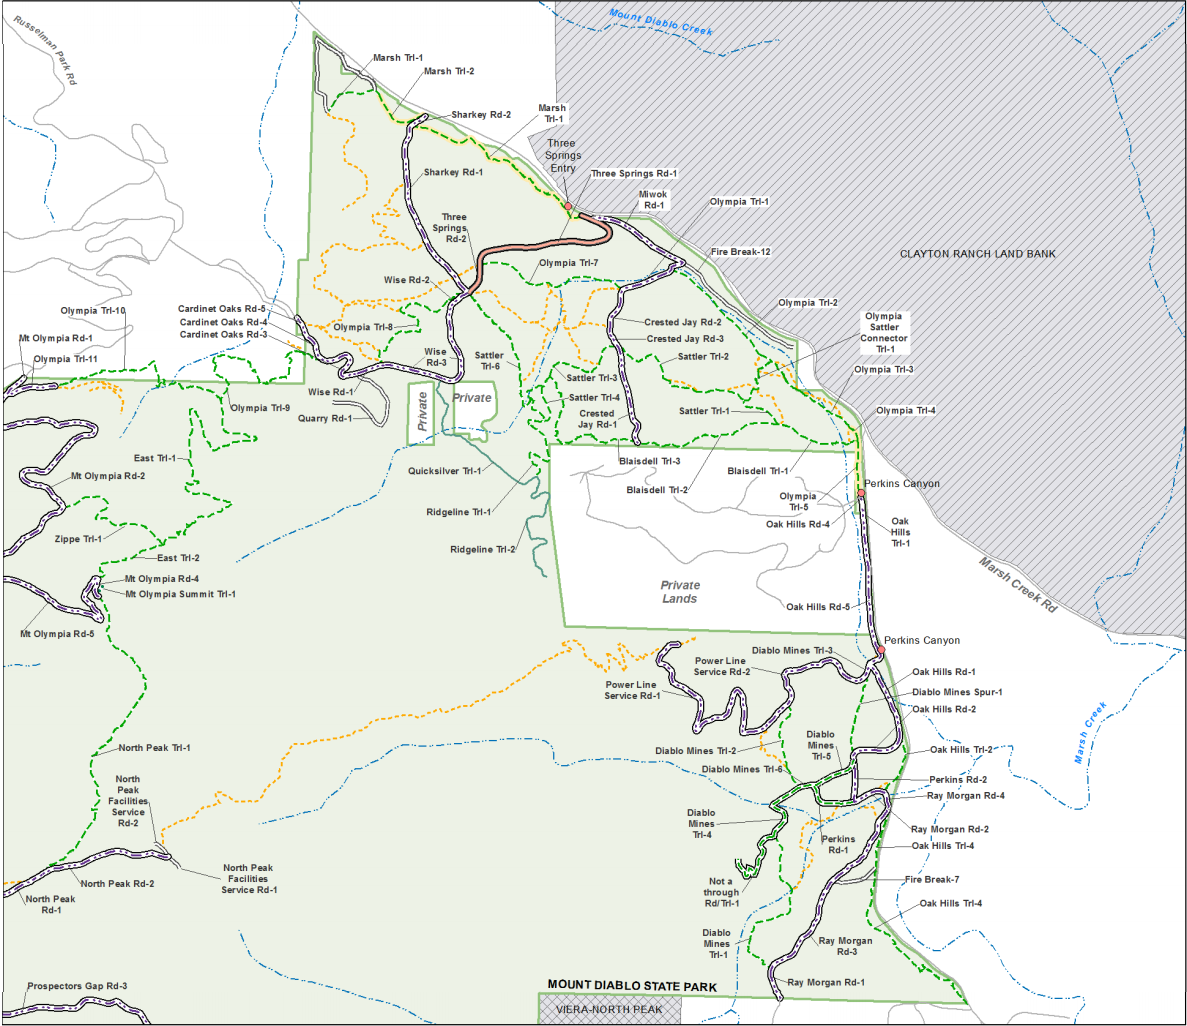 Mount Diablo Creek
Russelman Park Rd
Marsh Trl-1
Marsh Trl-2
Sharkey Rd-2
Marsh
Trl-1
Three
Springs
Entry
Three Springs Rd-1
Sharkey Rd-1
Miwok
Rd-1
Olympia Trl-1
Three
Springs
Rd-2
Fire Break-12
CLAYTON RANCH LAND BANK
Olympia Trl-7
Wise Rd-2
Olympia Trl-2
Cardinet Oaks Rd-5
Cardinet Oaks Rd-4
Cardinet Oaks Rd-3
Olympia Trl-10
Olympia Trl-8
Crested Jay Rd-2
Crested Jay Rd-3
Olympia
Sattler
Connector
Trl-1
Mt Olympia Rd-1
Olympia Trl-11
Wise
Rd-3
Sattler
Trl-6
Sattler Trl-2
Olympia Trl-3
Sattler Trl-3
Wise Rd-1
Private
Private
Sattler Trl-4
Olympia Trl-9
Quarry Rd-1
Crested
Jay Rd-1
Sattler Trl-1
Olympia Trl-4
East Trl-1
Mt Olympia Rd-2
Quicksilver Trl-1
Blaisdell Trl-3
Blaisdell Trl-1
Blaisdell Trl-2
Perkins Canyon
Olympia
Trl-5
Ridgeline Trl-1
Oak Hills Rd-4
Oak
Hills
Trl-1
Zippe Trl-1
Ridgeline Trl-2
East Trl-2
Marsh Creek Rd
Mt Olympia Rd-4
Mt Olympia Summit Trl-1
Private
Lands
Oak Hills Rd-5
Mt Olympia Rd-5
Perkins Canyon
Diablo Mines Trl-3
Power Line
Service Rd-2
Oak Hills Rd-1
Power Line
Service Rd-1
Diablo Mines Spur-1
Oak Hills Rd-2
Marsh Creek
Diablo
Mines
Trl-5
North Peak Trl-1
Diablo Mines Trl-2
Oak Hills Trl-2
Diablo Mines Trl-6
North
Peak
Facilities
Service
Rd-2
Perkins Rd-2
Ray Morgan Rd-4
Diablo
Mines
Trl-4
Ray Morgan Rd-2
Perkins
Rd-1
Oak Hills Trl-4
North Peak
Facilities
Service Rd-1
North Peak Rd-2
Fire Break-7
Not a
through
Rd/Trl-1
North Peak
Rd-1
Oak Hills Trl-4
Diablo
Mines
Trl-1
Ray Morgan
Rd-3
Ray Morgan Rd-1
Prospectors Gap Rd-3
MOUNT DIABLO STATE PARK
VIERA-NORTH PEAK